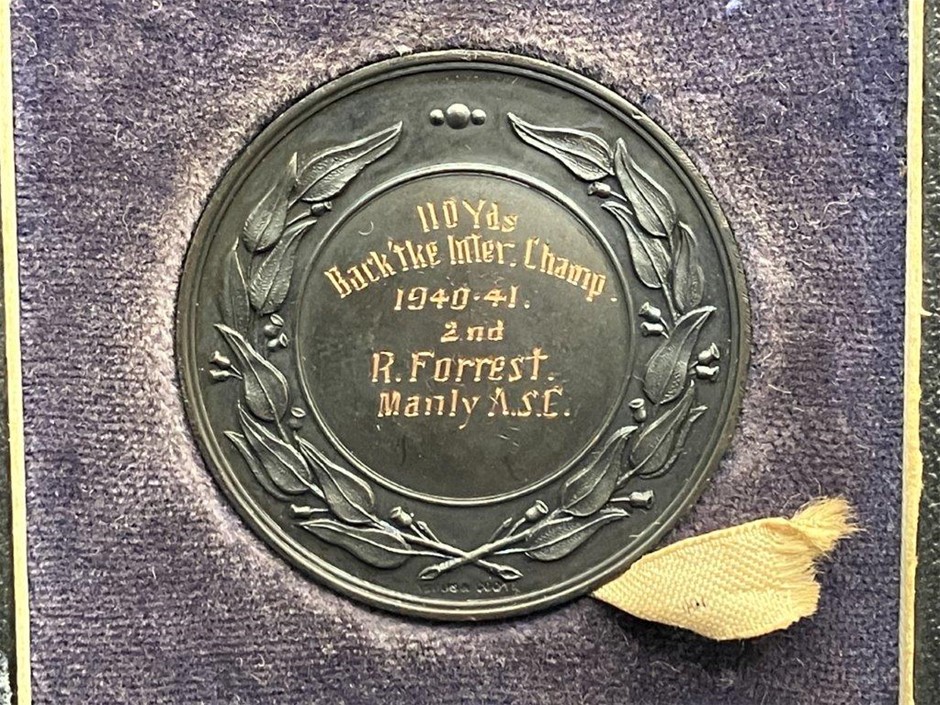 110 Yds
Back'tke Inter. Champ.
1940-41.
2nd
R. Forrest.
Manly A.S.C.